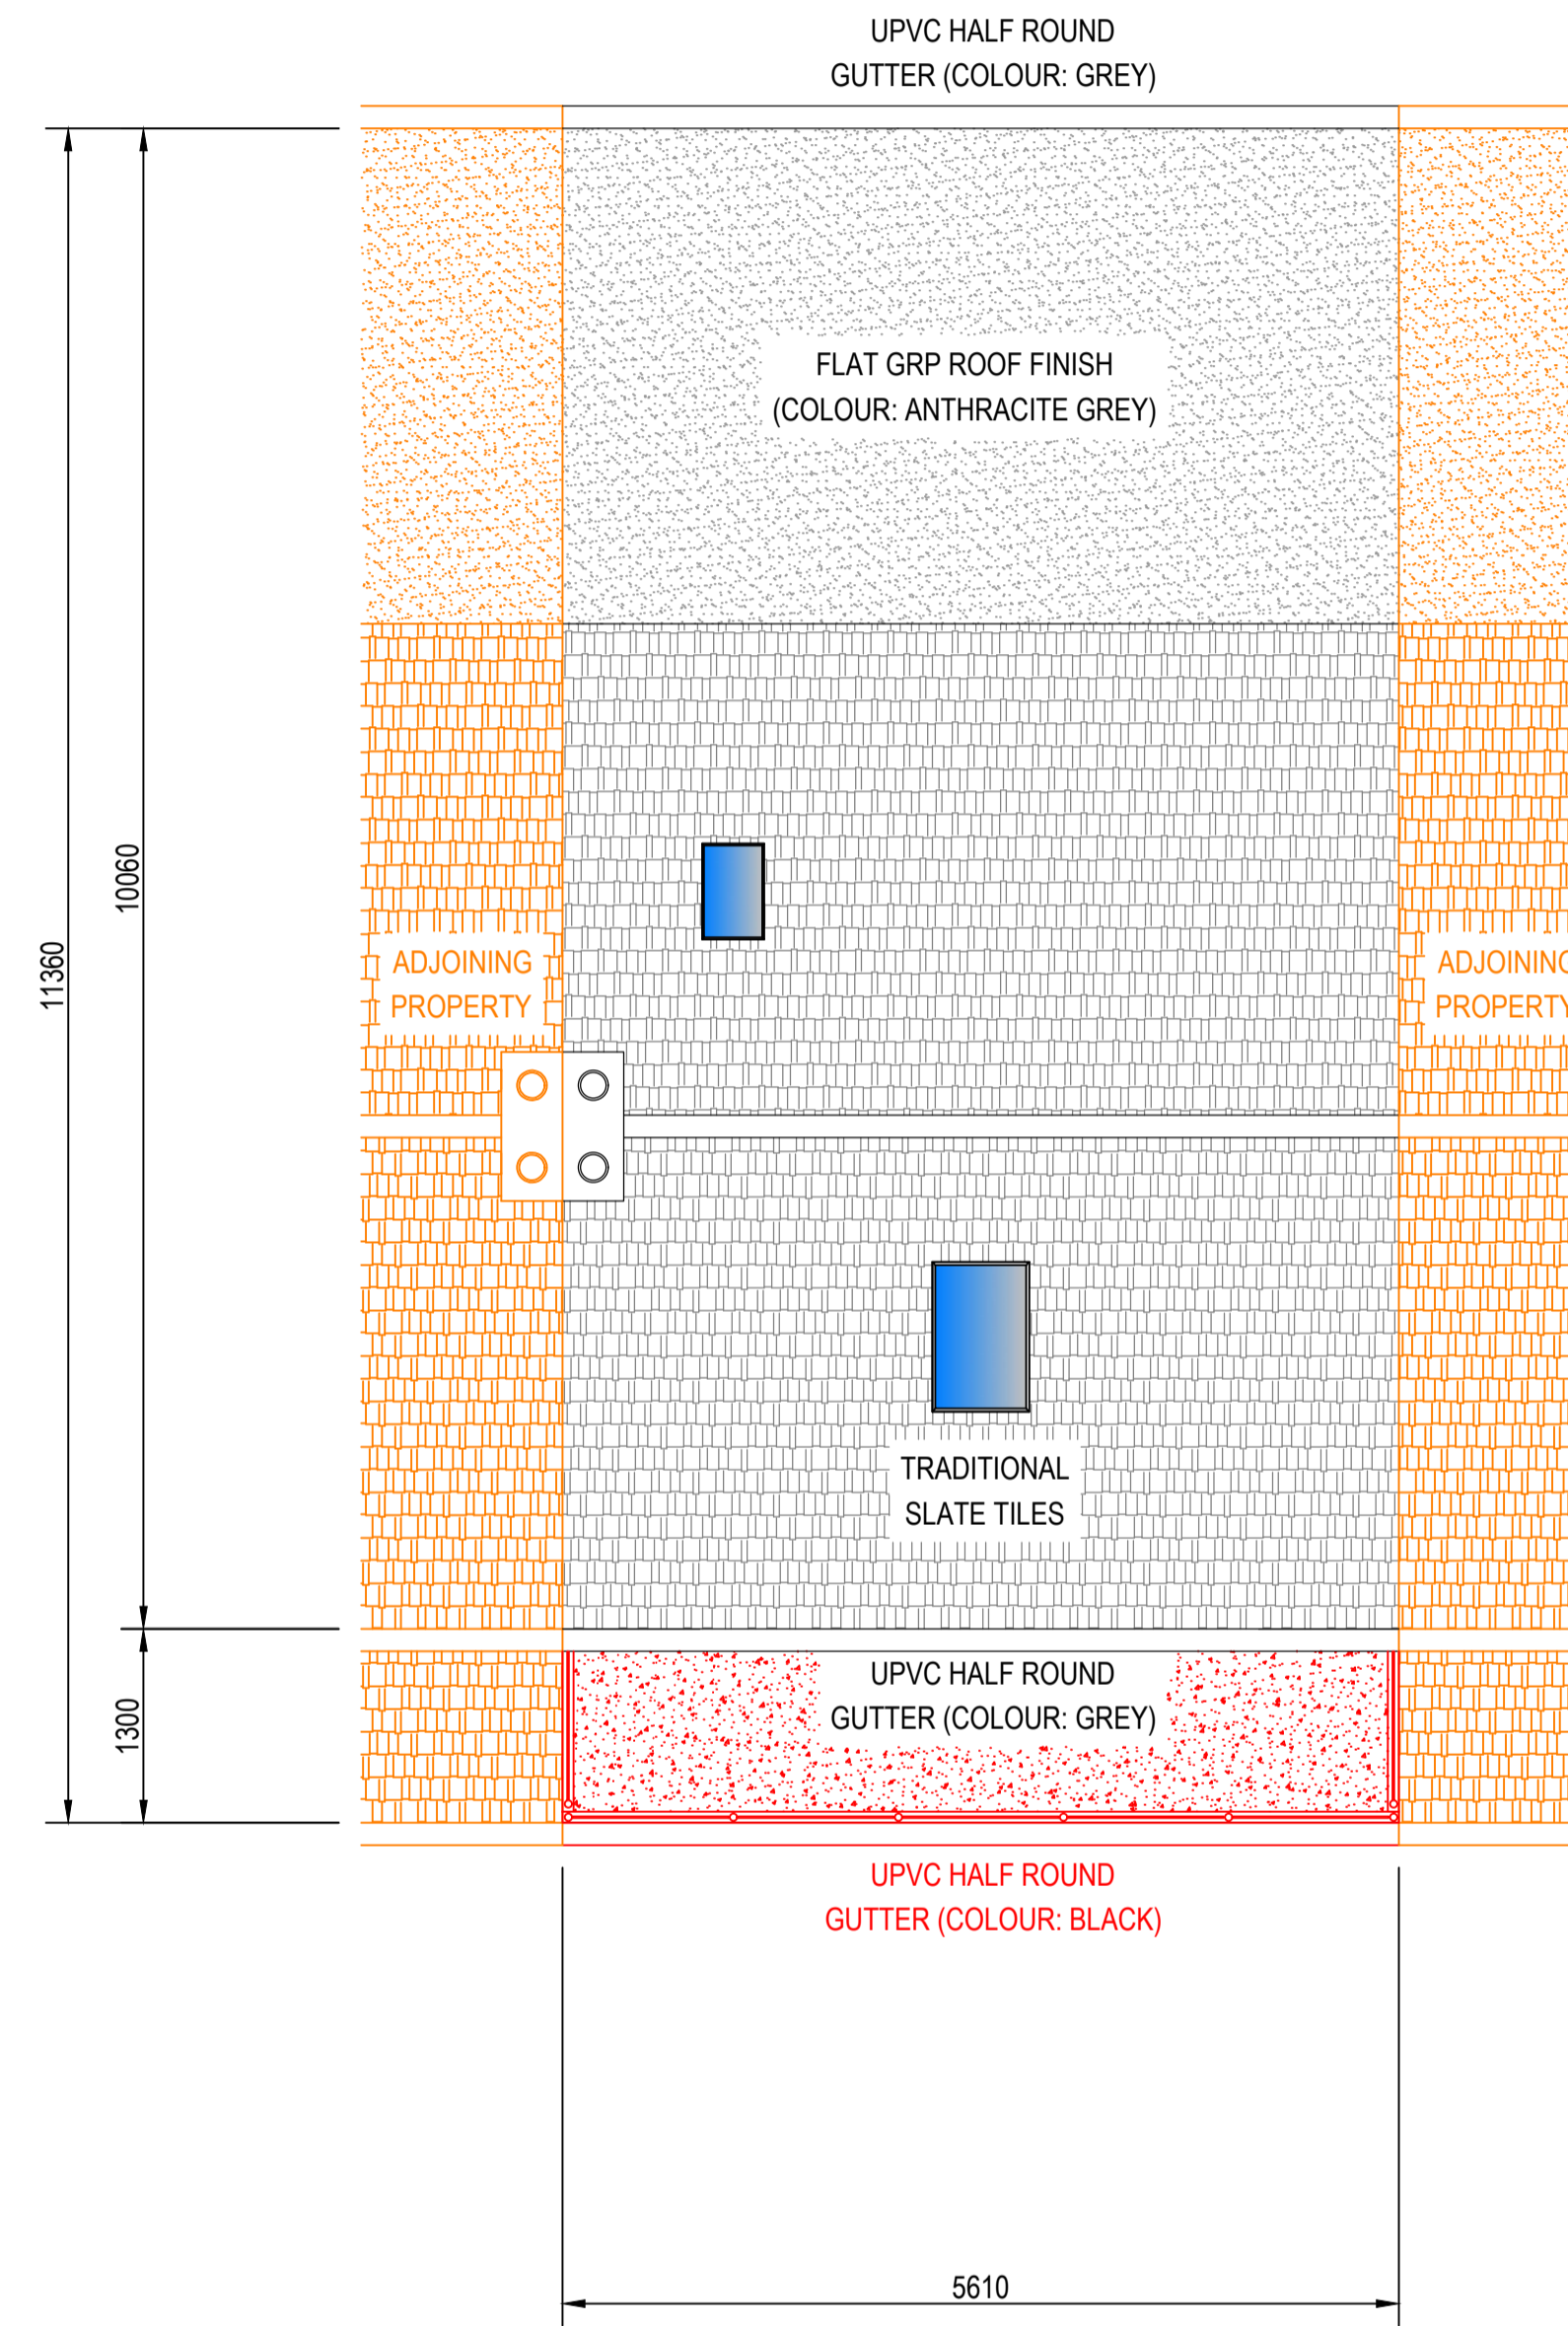 UPVC HALF ROUND
GUTTER (COLOUR: GREY)
FLAT GRP ROOF FINISH
(COLOUR: ANTHRACITE GREY)
10060
11360
ADJOINING
PROPERTY
ADJOINING
PROPERTY
TRADITIONAL
SLATE TILES
1300
UPVC HALF ROUND
GUTTER (COLOUR: GREY)
UPVC HALF ROUND
GUTTER (COLOUR: BLACK)
5610